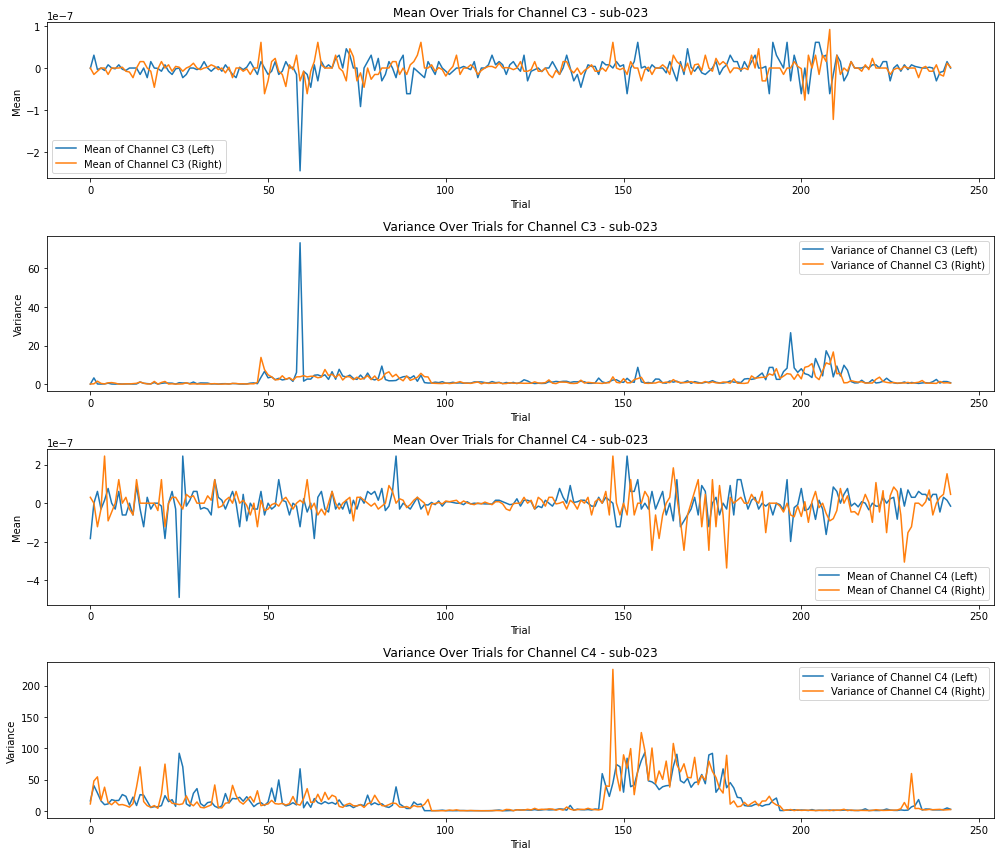 Mean Over Trials for Channel C3 - sub-023
1e−7
1
0
−1
−2
Mean
Mean of Channel C3 (Left)
Mean of Channel C3 (Right)
0 50 100 150 200 250
Trial
Variance Over Trials for Channel C3 - sub-023
60
40
20
0
Variance
Variance of Channel C3 (Left)
Variance of Channel C3 (Right)
0 50 100 150 200 250
Trial
Mean Over Trials for Channel C4 - sub-023
1e−7
2
0
−2
−4
Mean
Mean of Channel C4 (Left)
Mean of Channel C4 (Right)
0 50 100 150 200 250
Trial
Variance Over Trials for Channel C4 - sub-023
200
150
100
50
0
Variance
Variance of Channel C4 (Left)
Variance of Channel C4 (Right)
0 50 100 150 200 250
Trial